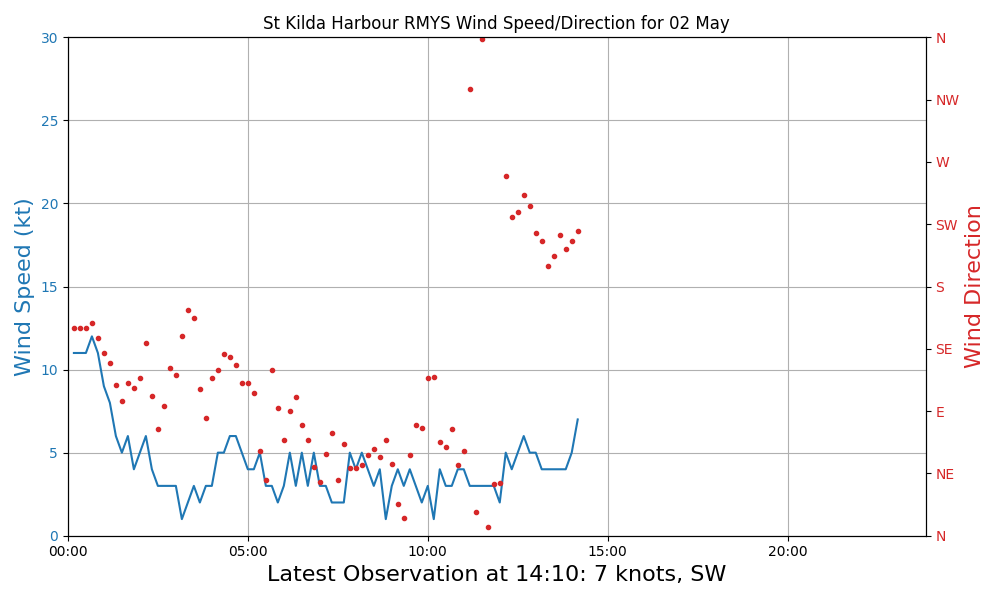 St Kilda Harbour RMYS Wind Speed/Direction for 02 May
Wind Speed (kt)
30
25
20
15
10
5
0
00:00
05:00
10:00
15:00
20:00
N
NW
W
SW
S
SE
E
NE
N
Wind Direction
Latest Observation at 14:10: 7 knots, SW